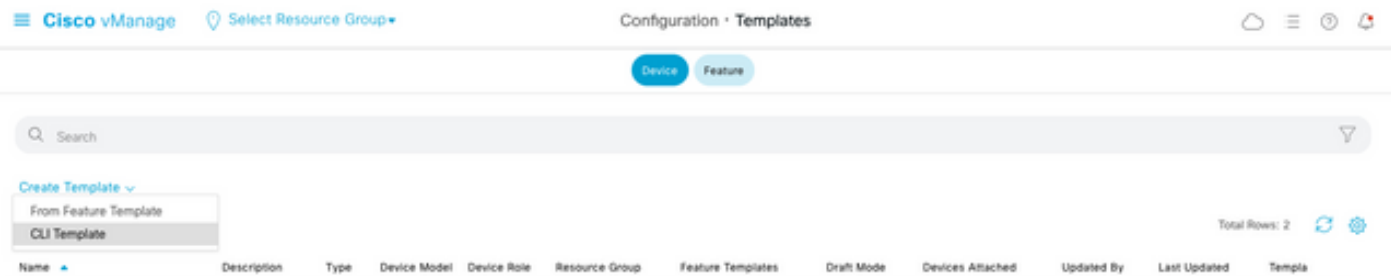 Cisco vManage Select Resource Group▾ Configuration · Templates
Device Feature
Search
Create Template
From Feature Template
CLI Template
Total Rows: 2
Name Description Type Device Model Device Role Resource Group Feature Templates Draft Mode Devices Attached Updated By Last Updated Templa